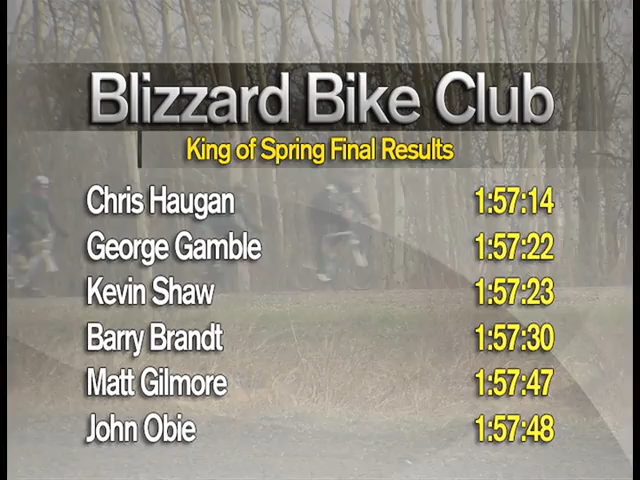 Blizzard Bike Club
King of Spring Final Results
Chris Haugan 1:57:14
George Gamble 1:57:22
Kevin Shaw 1:57:23
Barry Brandt 1:57:30
Matt Gilmore 1:57:47
John Obie 1:57:48